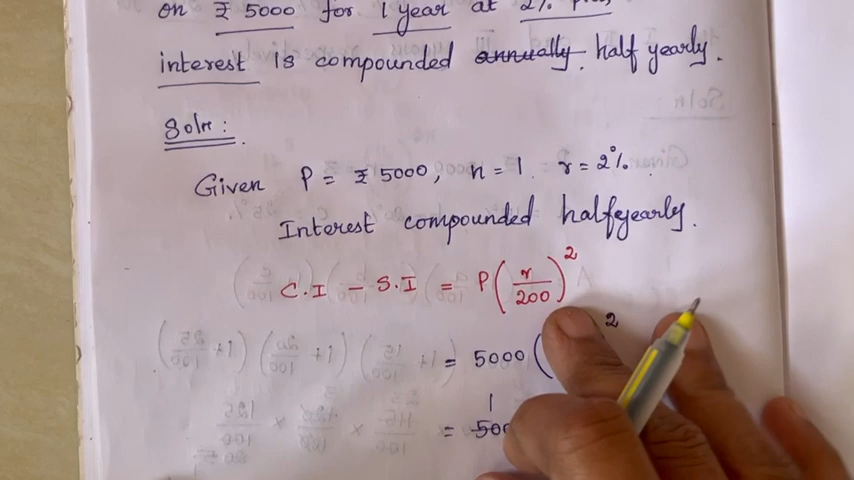 on ₹ 5000 for 1 year at 2% p.a,
interest is compounded annually. half yearly.
Soln:
Given P = ₹ 5000, n = 1. r = 2%.
Interest compounded halfyearly.
C.I - S.I = P(r/200)²
= 5000( ²
1
= 500